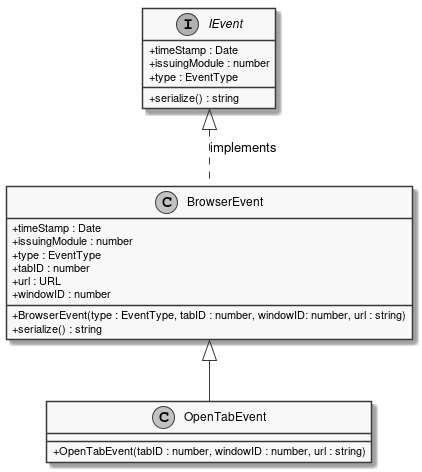 I IEvent
+timeStamp : Date
+issuingModule : number
+type : EventType
+serialize() : string
implements
C BrowserEvent
+timeStamp : Date
+issuingModule : number
+type : EventType
+tabID : number
+url : URL
+windowID : number
+BrowserEvent(type : EventType, tabID : number, windowID: number, url : string)
+serialize() : string
C OpenTabEvent
+OpenTabEvent(tabID : number, windowID : number, url : string)